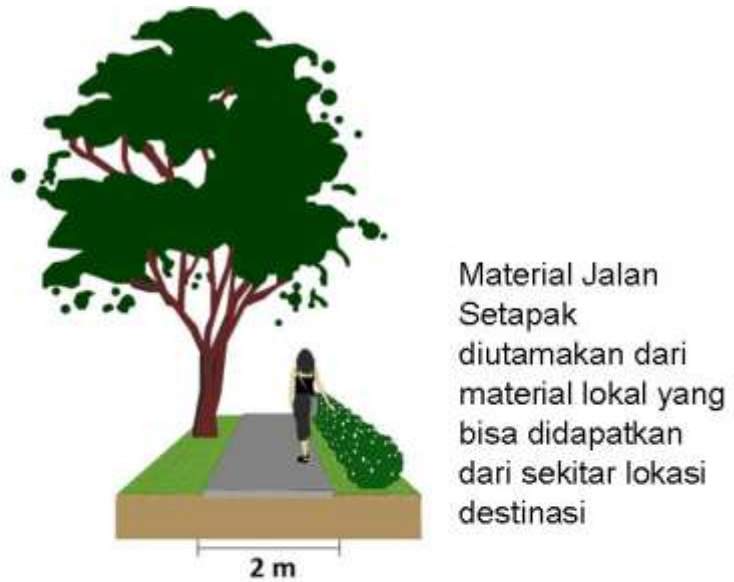 Material Jalan
Setapak
diutamakan dari
material lokal yang
bisa didapatkan
dari sekitar lokasi
destinasi
2 m